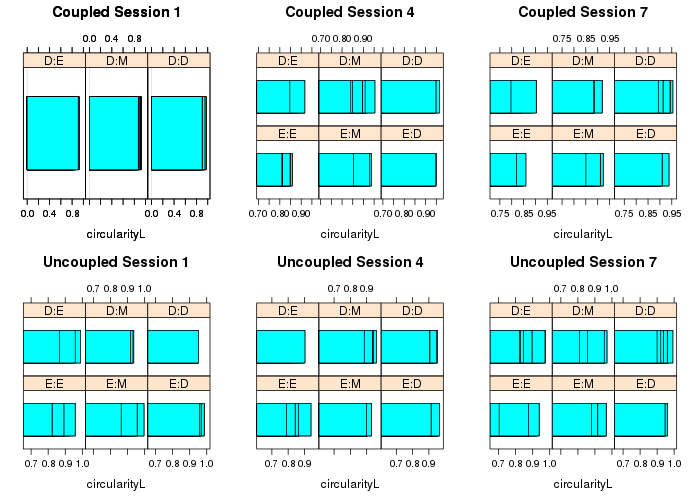 Coupled Session 1
0.0 0.4 0.8
D:E D:M D:D
0.0 0.4 0.8 0.0 0.4 0.8
circularityL
Coupled Session 4
0.70 0.80 0.90
D:E D:M D:D
E:E E:M E:D
0.70 0.80 0.90 0.70 0.80 0.90
circularityL
Coupled Session 7
0.75 0.85 0.95
D:E D:M D:D
E:E E:M E:D
0.75 0.85 0.95 0.75 0.85 0.95
circularityL
Uncoupled Session 1
0.7 0.8 0.9 1.0
D:E D:M D:D
E:E E:M E:D
0.7 0.8 0.9 1.0 0.7 0.8 0.9 1.0
circularityL
Uncoupled Session 4
0.7 0.8 0.9
D:E D:M D:D
E:E E:M E:D
0.7 0.8 0.9 0.7 0.8 0.9
circularityL
Uncoupled Session 7
0.7 0.8 0.9 1.0
D:E D:M D:D
E:E E:M E:D
0.7 0.8 0.9 1.0 0.7 0.8 0.9 1.0
circularityL